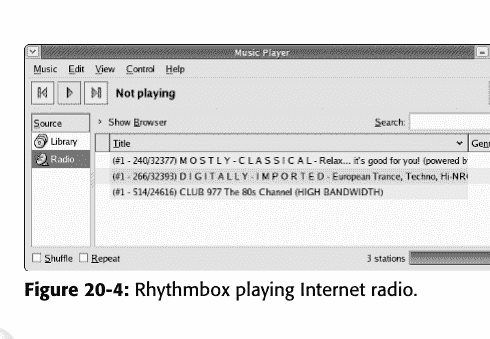 Music Player
Music Edit View Control Help
Not playing
Source
> Show Browser Search:
Library
Title Gen
Radio
(#1 - 240/32377) M O S T L Y - C L A S S I C A L - Relax... it's good for you! (powered b
(#1 - 266/32393) D I G I T A L L Y - I M P O R T E D - European Trance, Techno, Hi-NR
(#1 - 514/24616) CLUB 977 The 80s Channel (HIGH BANDWIDTH)
Shuffle Repeat 3 stations
Figure 20-4: Rhythmbox playing Internet radio.